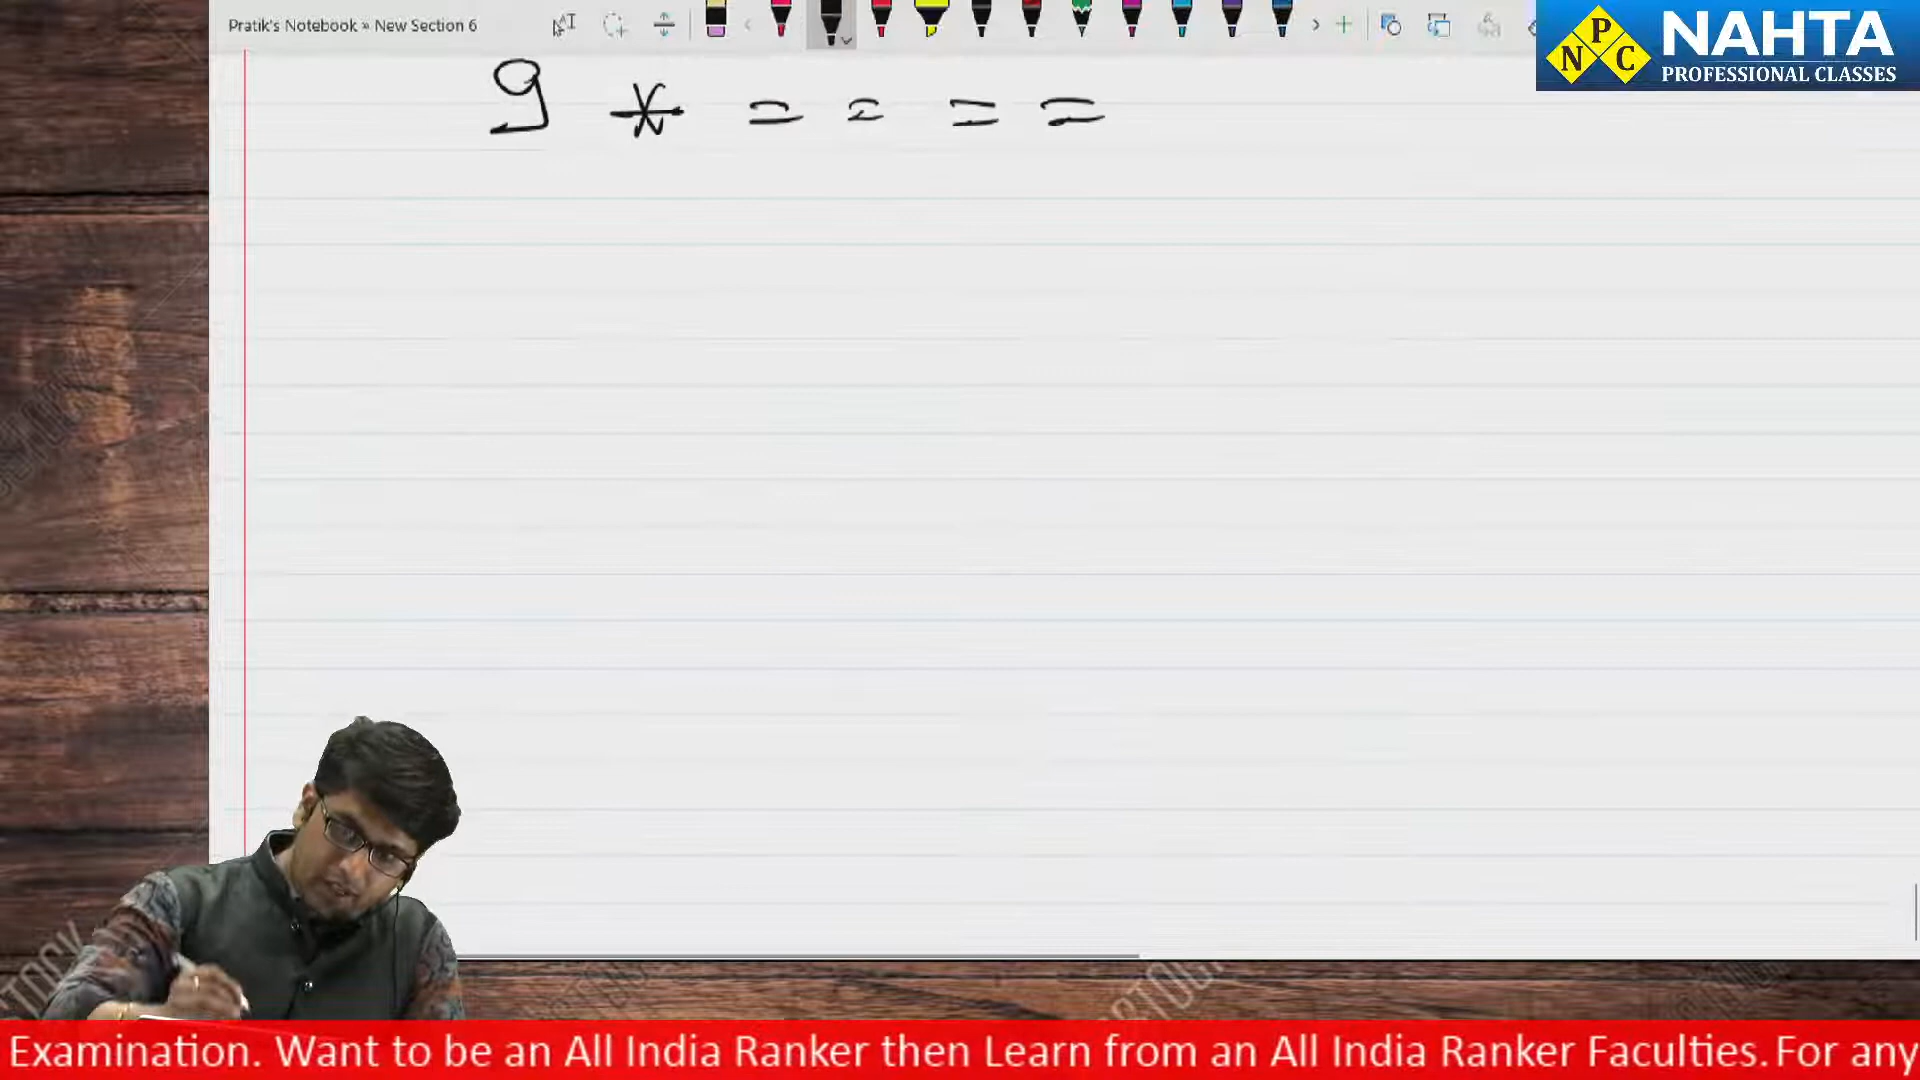 Pratik's Notebook » New Section 6
NPC
NAHTA
PROFESSIONAL CLASSES
9 * = = = =
Examination. Want to be an All India Ranker then Learn from an All India Ranker Faculties. For any